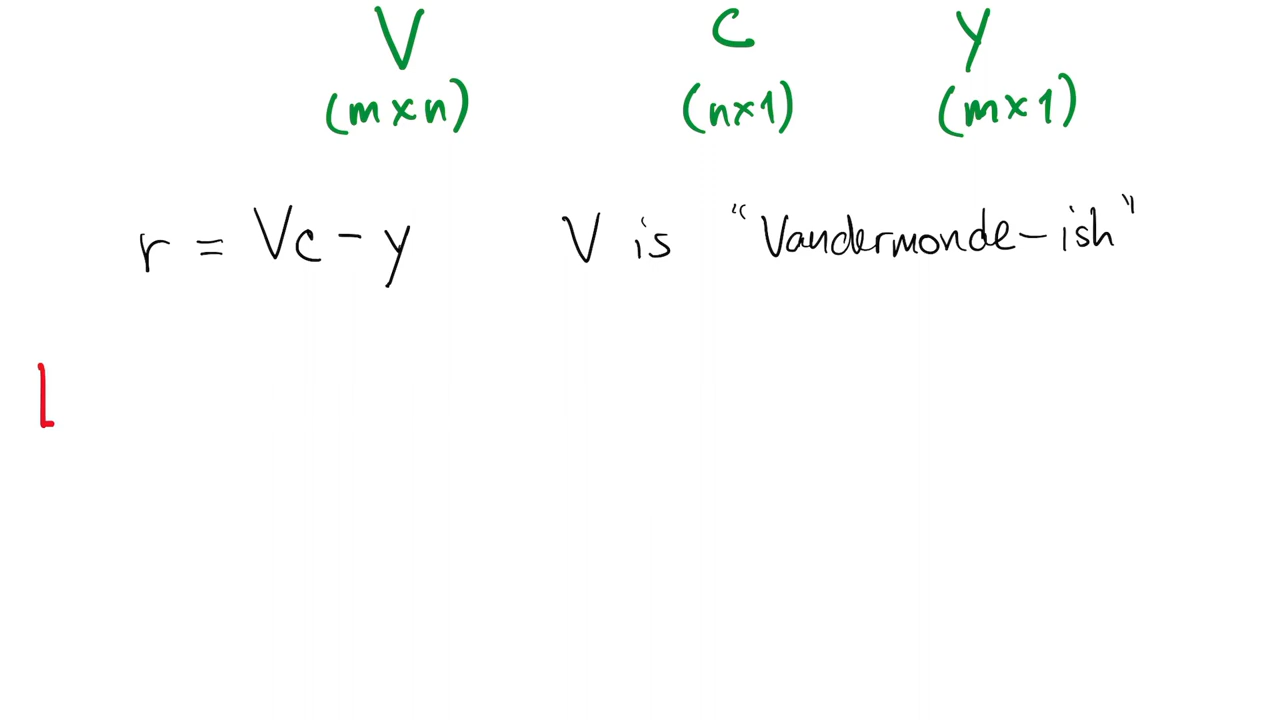 V c y
(m×n) (n×1) (m×1)
r = Vc - y V is "Vandermonde-ish"
L